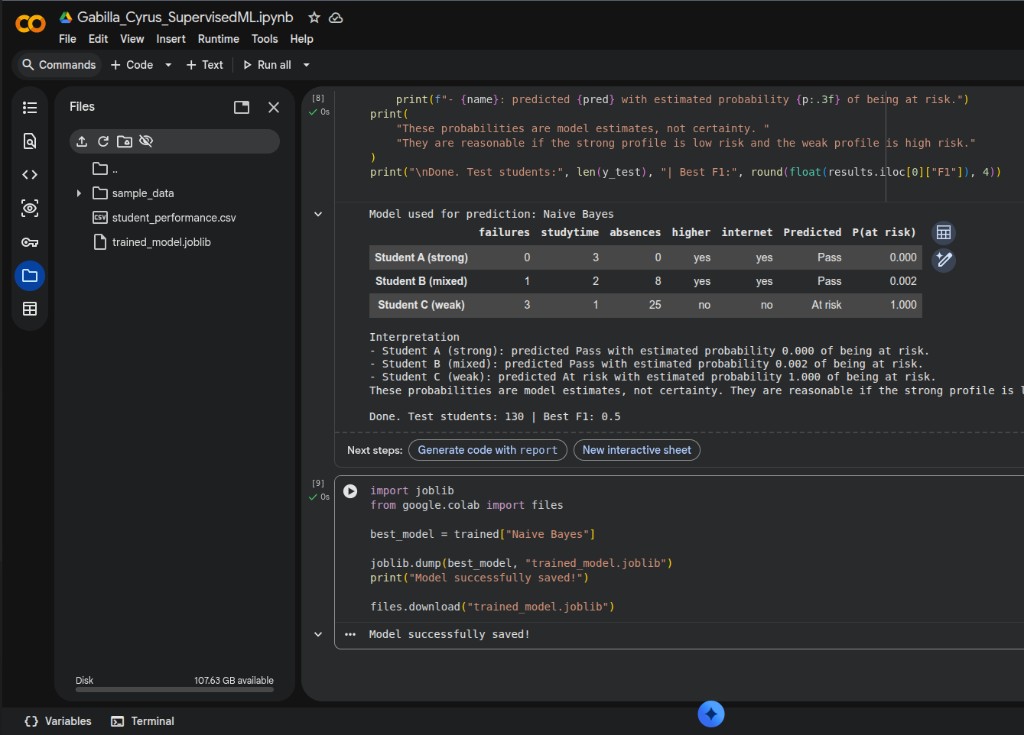 Gabilla_Cyrus_SupervisedML.ipynb
File Edit View Insert Runtime Tools Help
Commands + Code + Text Run all
Files
..
sample_data
student_performance.csv
trained_model.joblib
Disk 107.63 GB available
[8]
0s
print(f"- {name}: predicted {pred} with estimated probability {p:.3f} of being at risk.")
print(
"These probabilities are model estimates, not certainty. "
"They are reasonable if the strong profile is low risk and the weak profile is high risk."
)
print("\nDone. Test students:", len(y_test), "| Best F1:", round(float(results.iloc[0]["F1"]), 4))
Model used for prediction: Naive Bayes
failures studytime absences higher internet Predicted P(at risk)
Student A (strong) 0 3 0 yes yes Pass 0.000
Student B (mixed) 1 2 8 yes yes Pass 0.002
Student C (weak) 3 1 25 no no At risk 1.000
Interpretation
- Student A (strong): predicted Pass with estimated probability 0.000 of being at risk.
- Student B (mixed): predicted Pass with estimated probability 0.002 of being at risk.
- Student C (weak): predicted At risk with estimated probability 1.000 of being at risk.
These probabilities are model estimates, not certainty. They are reasonable if the strong profile is
Done. Test students: 130 | Best F1: 0.5
Next steps: Generate code with report New interactive sheet
[9]
0s
import joblib
from google.colab import files
best_model = trained["Naive Bayes"]
joblib.dump(best_model, "trained_model.joblib")
print("Model successfully saved!")
files.download("trained_model.joblib")
Model successfully saved!
{} Variables Terminal